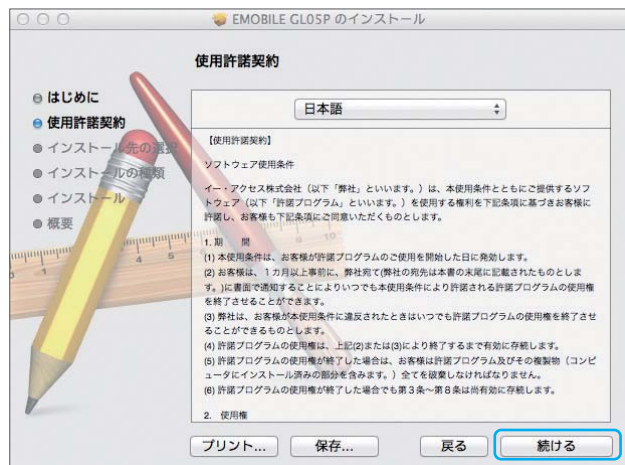 EMOBILE GL05P のインストール
使用許諾契約
はじめに
使用許諾契約
インストール先の選択
インストールの種類
インストール
概要
日本語
【使用許諾契約】
ソフトウェア使用条件
イー・アクセス株式会社（以下「弊社」といいます。）は、本使用条件とともにご提供するソフ
トウェア（以下「許諾プログラム」といいます。）を使用する権利を下記条項に基づきお客様に
許諾し、お客様も下記条項にご同意いただくものとします。
1. 期　間
(1) 本使用条件は、お客様が許諾プログラムのご使用を開始した日に発効します。
(2) お客様は、１カ月以上事前に、弊社宛て(弊社の宛先は本書の末尾に記載されたものとしま
す。)に書面で通知することによりいつでも本使用条件により許諾される許諾プログラムの使用権
を終了させることができます。
(3) 弊社は、お客様が本使用条件に違反されたときはいつでも許諾プログラムの使用権を終了させ
ることができるものとします。
(4) 許諾プログラムの使用権は、上記(2)または(3)により終了するまで有効に存続します。
(5) 許諾プログラムの使用権が終了した場合は、お客様は許諾プログラム及びその複製物（コンピ
ュータにインストール済みの部分を含みます。）全てを破棄しなければなりません。
(6) 許諾プログラムの使用権が終了した場合でも第３条〜第８条は尚有効に存続します。
2. 使用権
プリント...
保存...
戻る
続ける